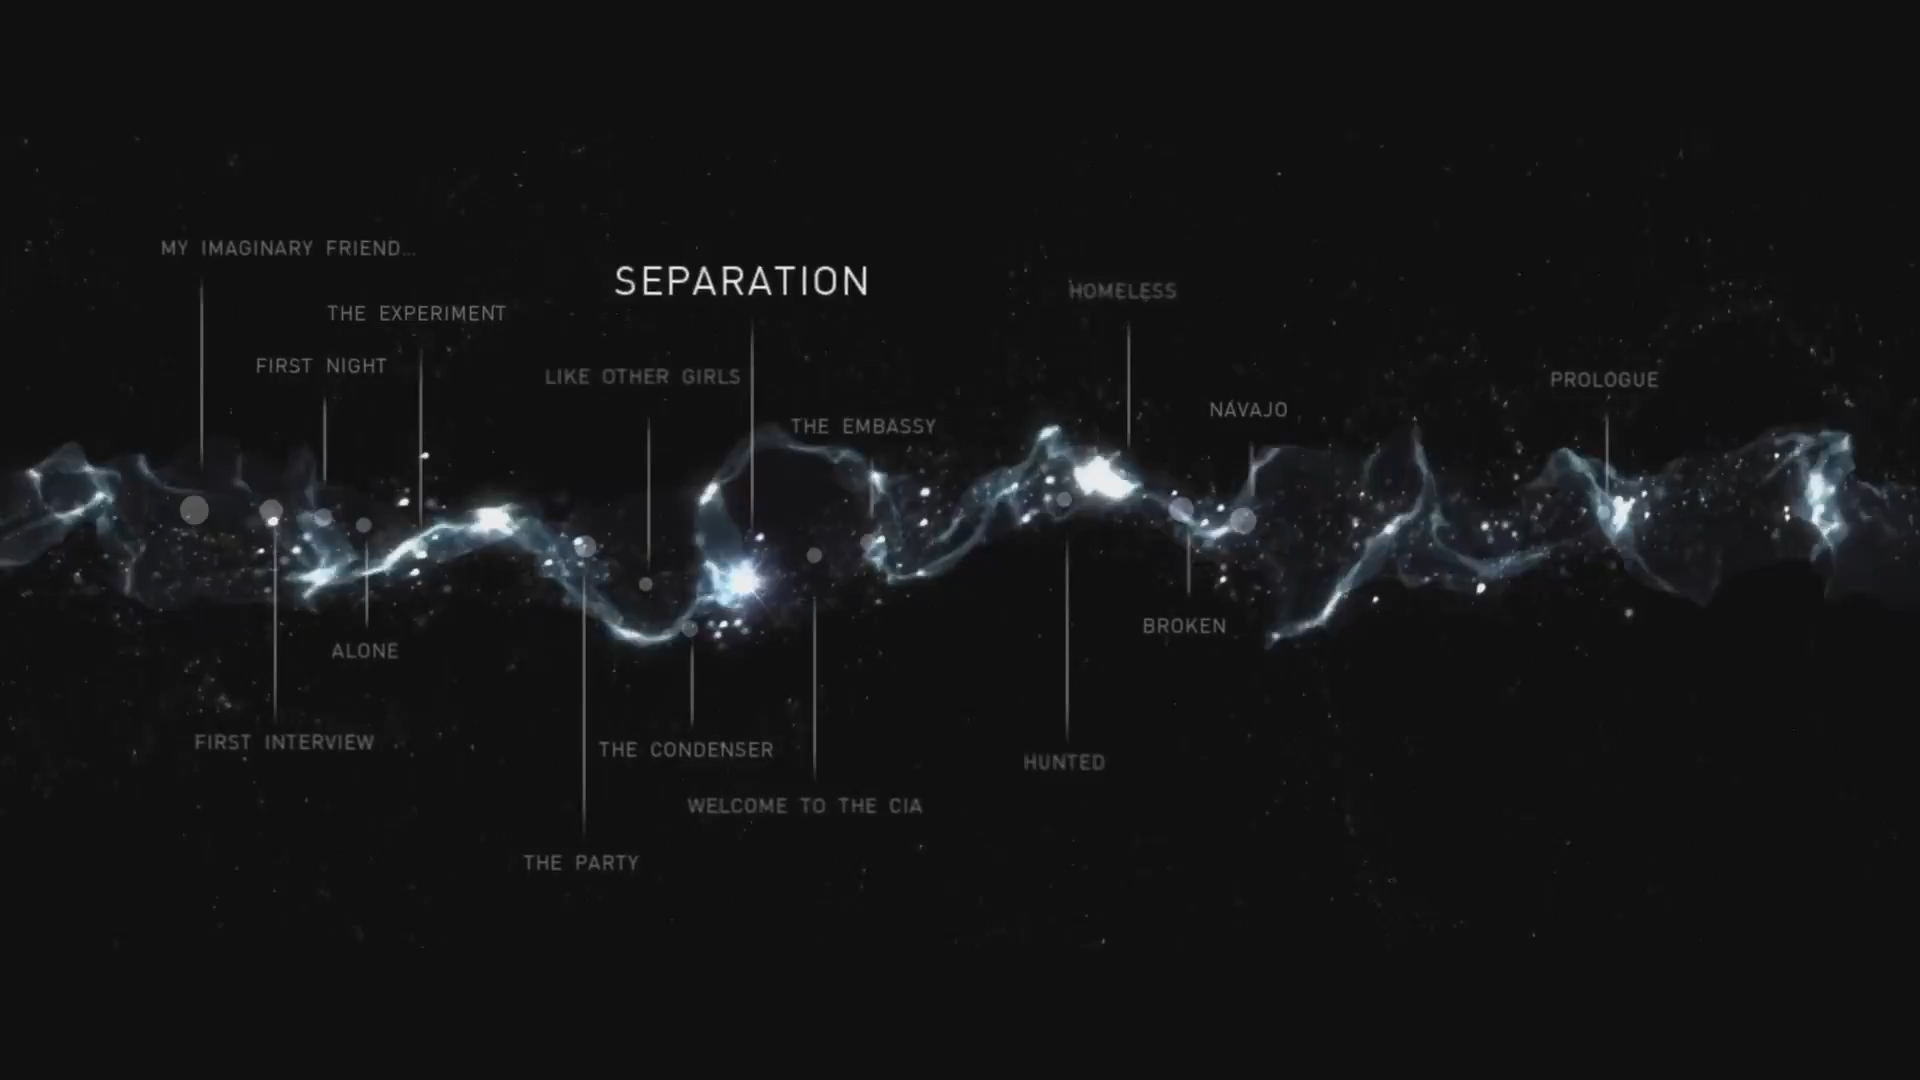 MY IMAGINARY FRIEND...
SEPARATION
HOMELESS
THE EXPERIMENT
FIRST NIGHT
LIKE OTHER GIRLS
PROLOGUE
NAVAJO
THE EMBASSY
BROKEN
ALONE
FIRST INTERVIEW
THE CONDENSER
HUNTED
WELCOME TO THE CIA
THE PARTY